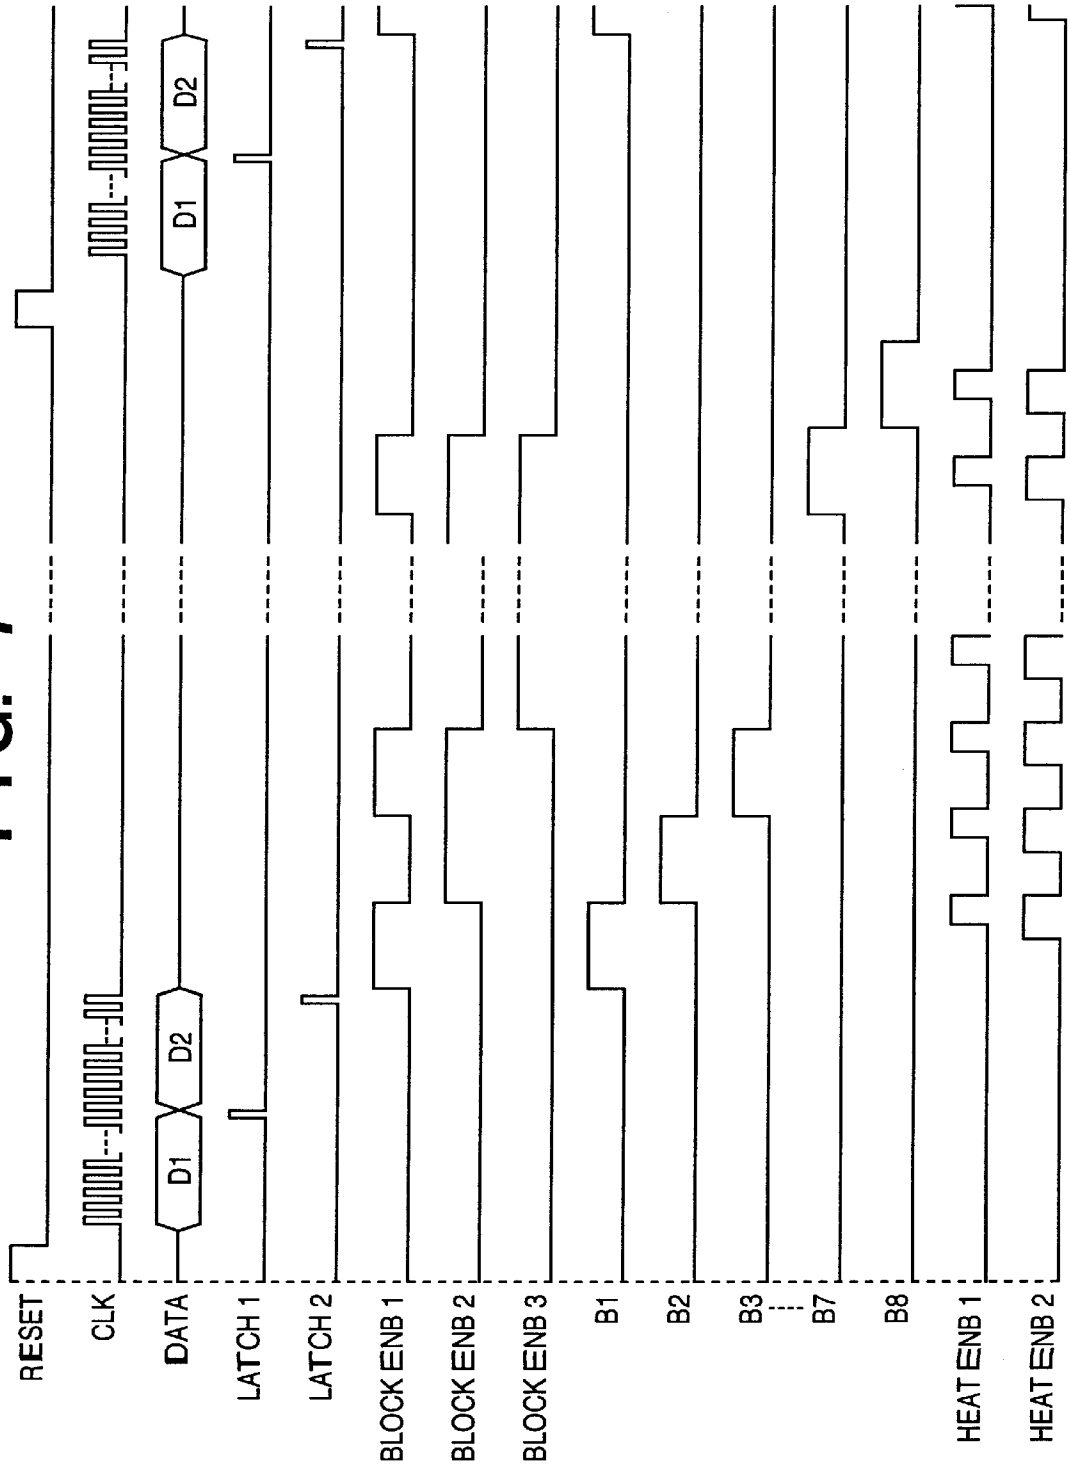 RESET
CLK
DATA
LATCH 1
LATCH 2
BLOCK ENB 1
BLOCK ENB 2
BLOCK ENB 3
B1
B2
B3
B7
B8
HEAT ENB 1
HEAT ENB 2
D1
D2
D1
D2